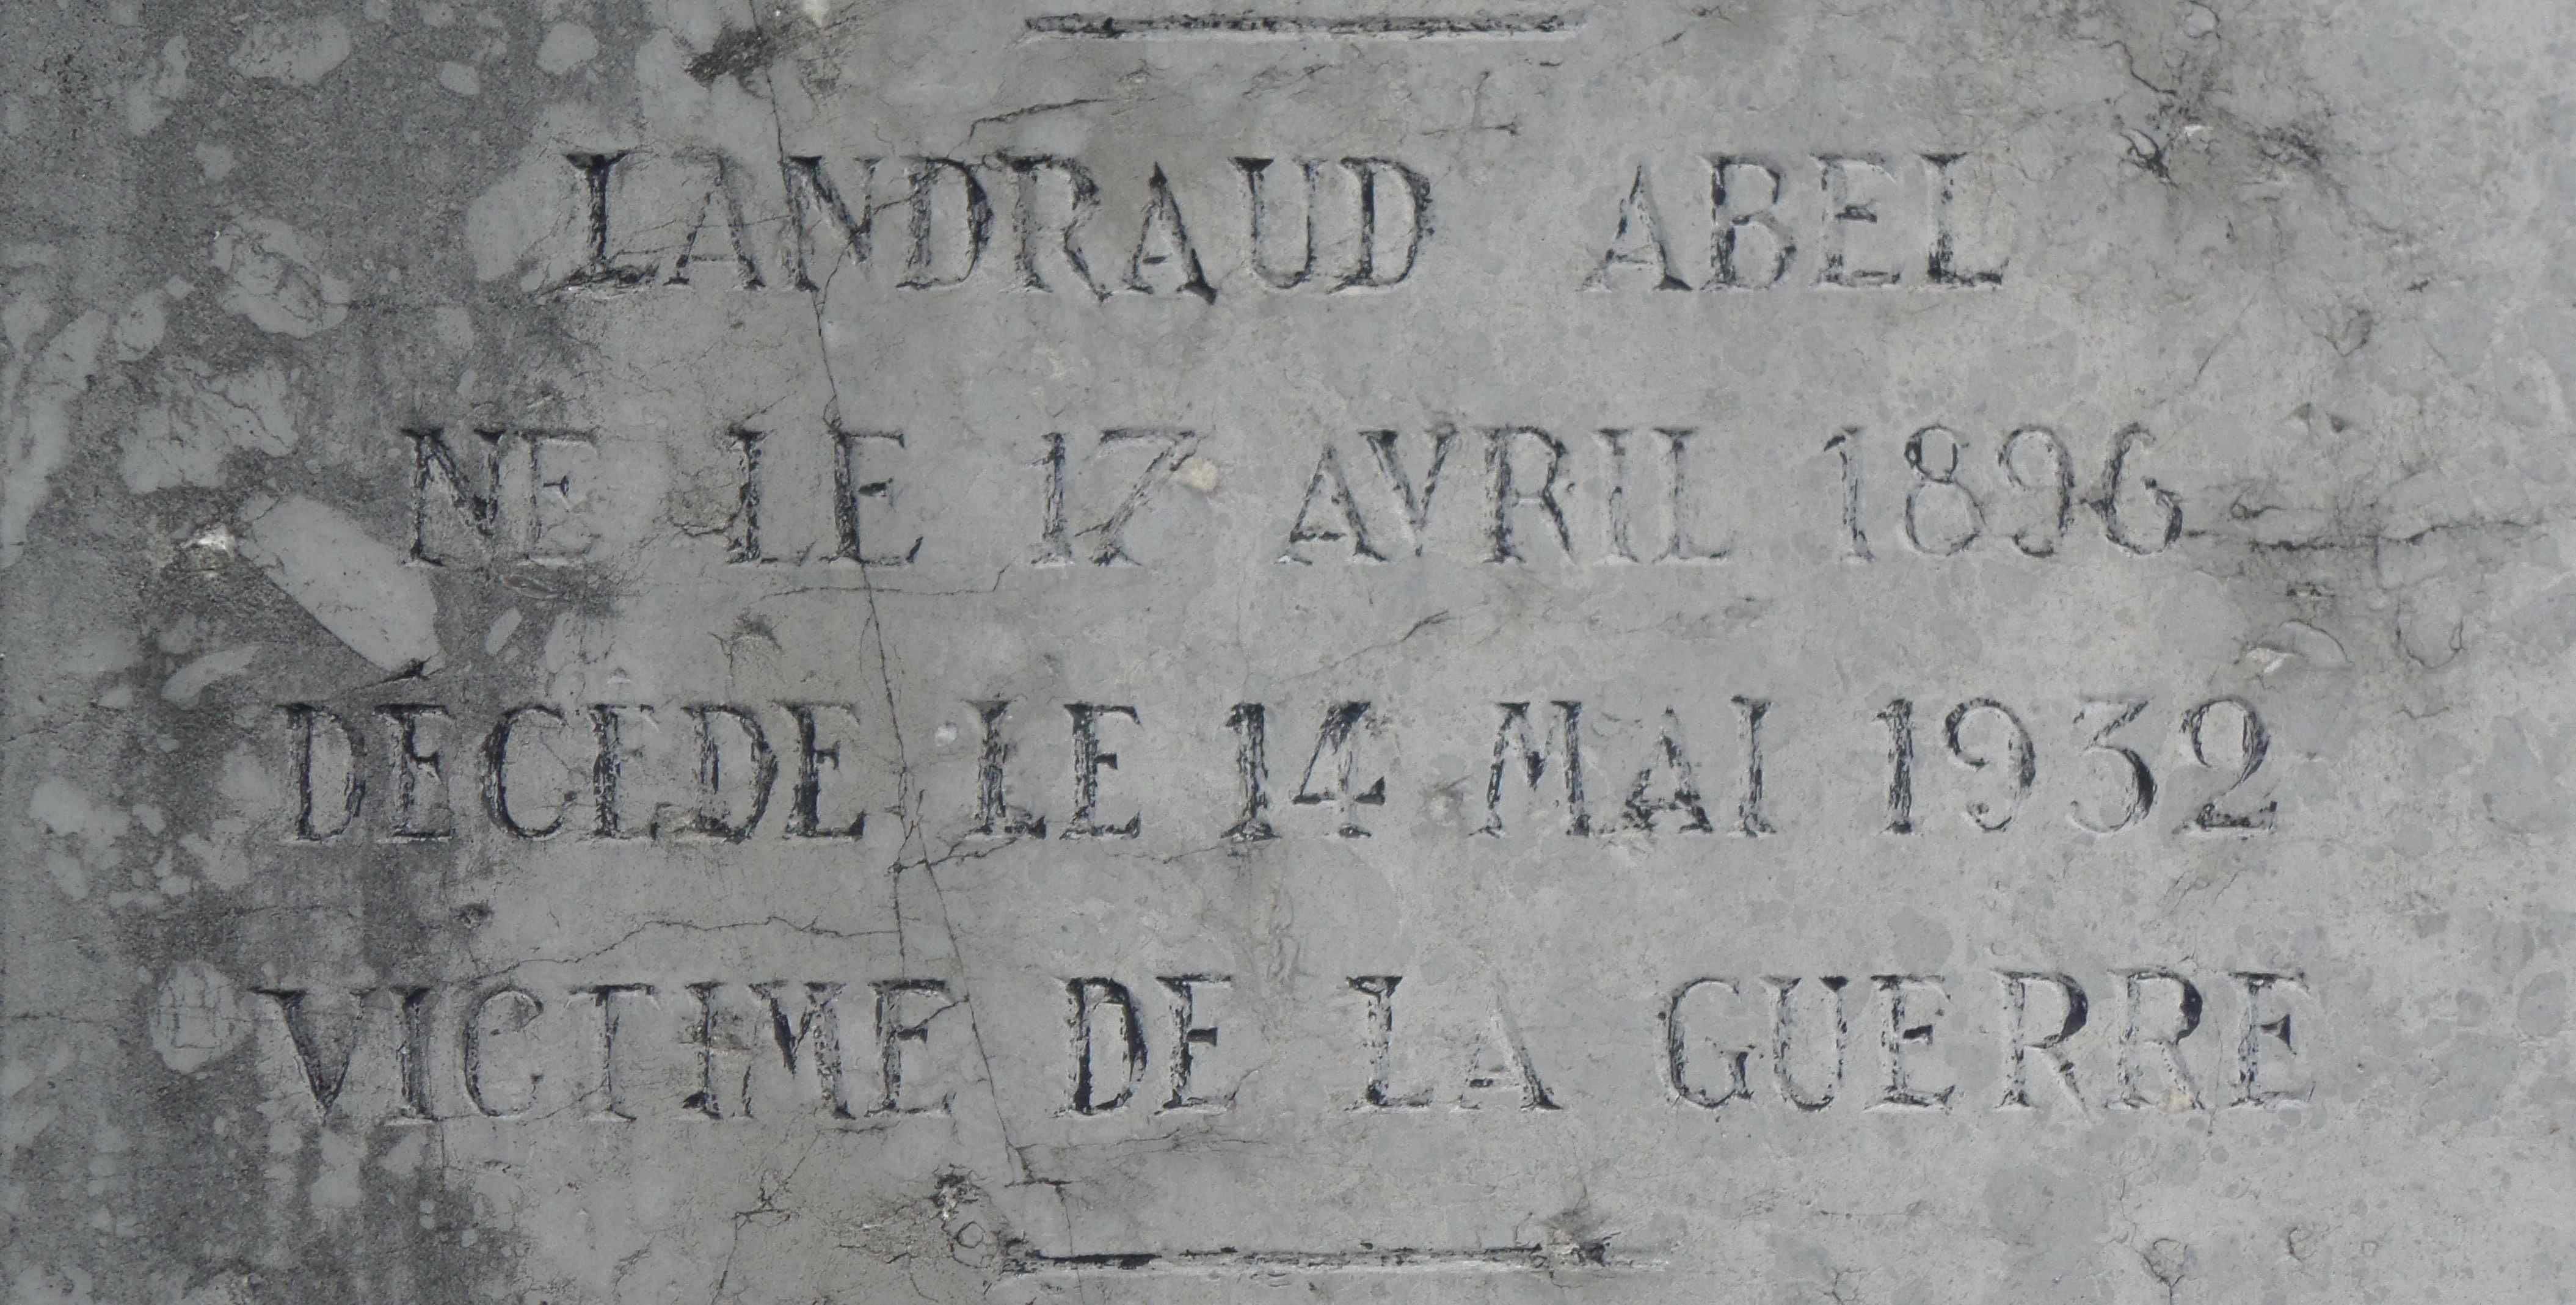 LANDRAUD ABEL
NE LE 17 AVRIL 1896
DECEDE LE 14 MAI 1932
VICTIME DE LA GUERRE